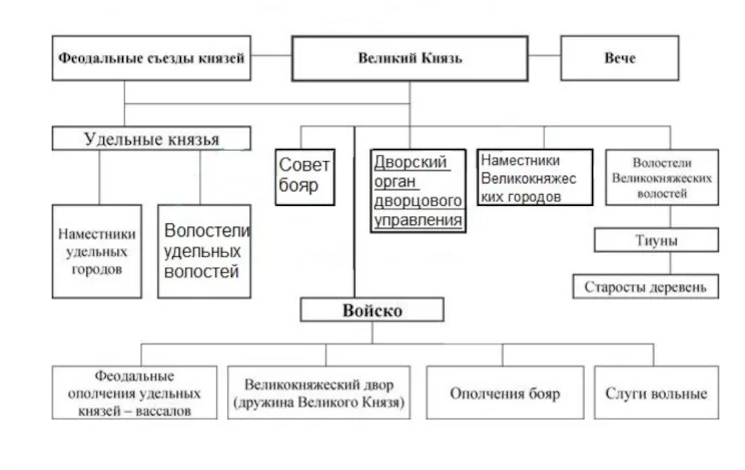 Феодальные съезды князей
Великий Князь
Вече
Удельные князья
Совет
бояр
Дворский
орган
дворцового
управления
Наместники
Великокняжес
ких городов
Волостели
Великокняжеских
волостей
Наместники
удельных
городов
Волостели
удельных
волостей
Тиуны
Старосты деревень
Войско
Феодальные
ополчения удельных
князей – вассалов
Великокняжеский двор
(дружина Великого Князя)
Ополчения бояр
Слуги вольные